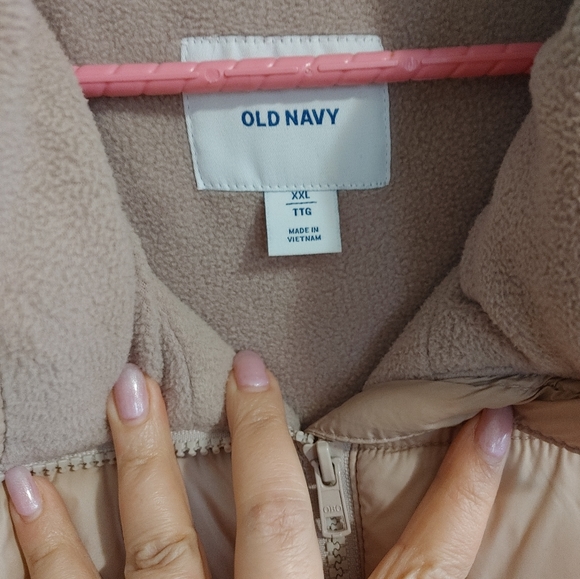 OLD NAVY
XXL
TTG
MADE IN
VIETNAM